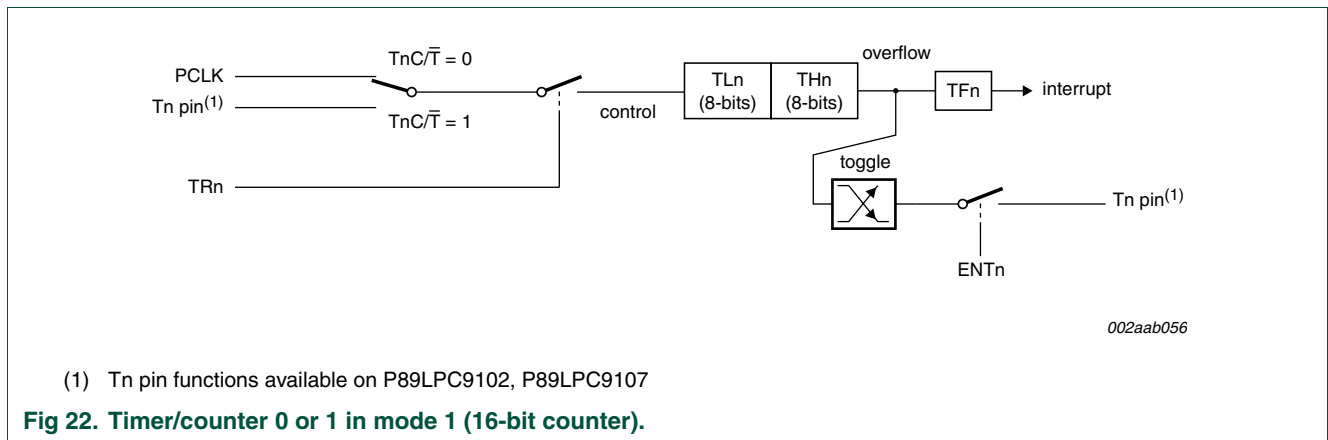 TnC/T̅ = 0
PCLK
Tn pin(1)
TnC/T̅ = 1
TRn
control
TLn
(8-bits)
THn
(8-bits)
overflow
TFn
interrupt
toggle
Tn pin(1)
ENTn
002aab056
(1) Tn pin functions available on P89LPC9102, P89LPC9107
Fig 22. Timer/counter 0 or 1 in mode 1 (16-bit counter).